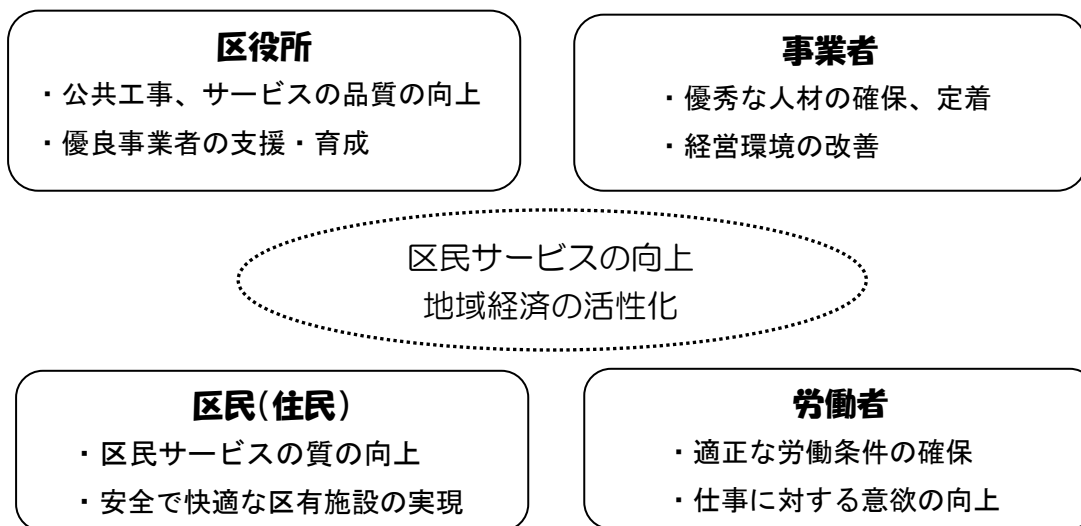 区役所
・公共工事、サービスの品質の向上
・優良事業者の支援・育成
事業者
・優秀な人材の確保、定着
・経営環境の改善
区民サービスの向上
地域経済の活性化
区民(住民)
・区民サービスの質の向上
・安全で快適な区有施設の実現
労働者
・適正な労働条件の確保
・仕事に対する意欲の向上